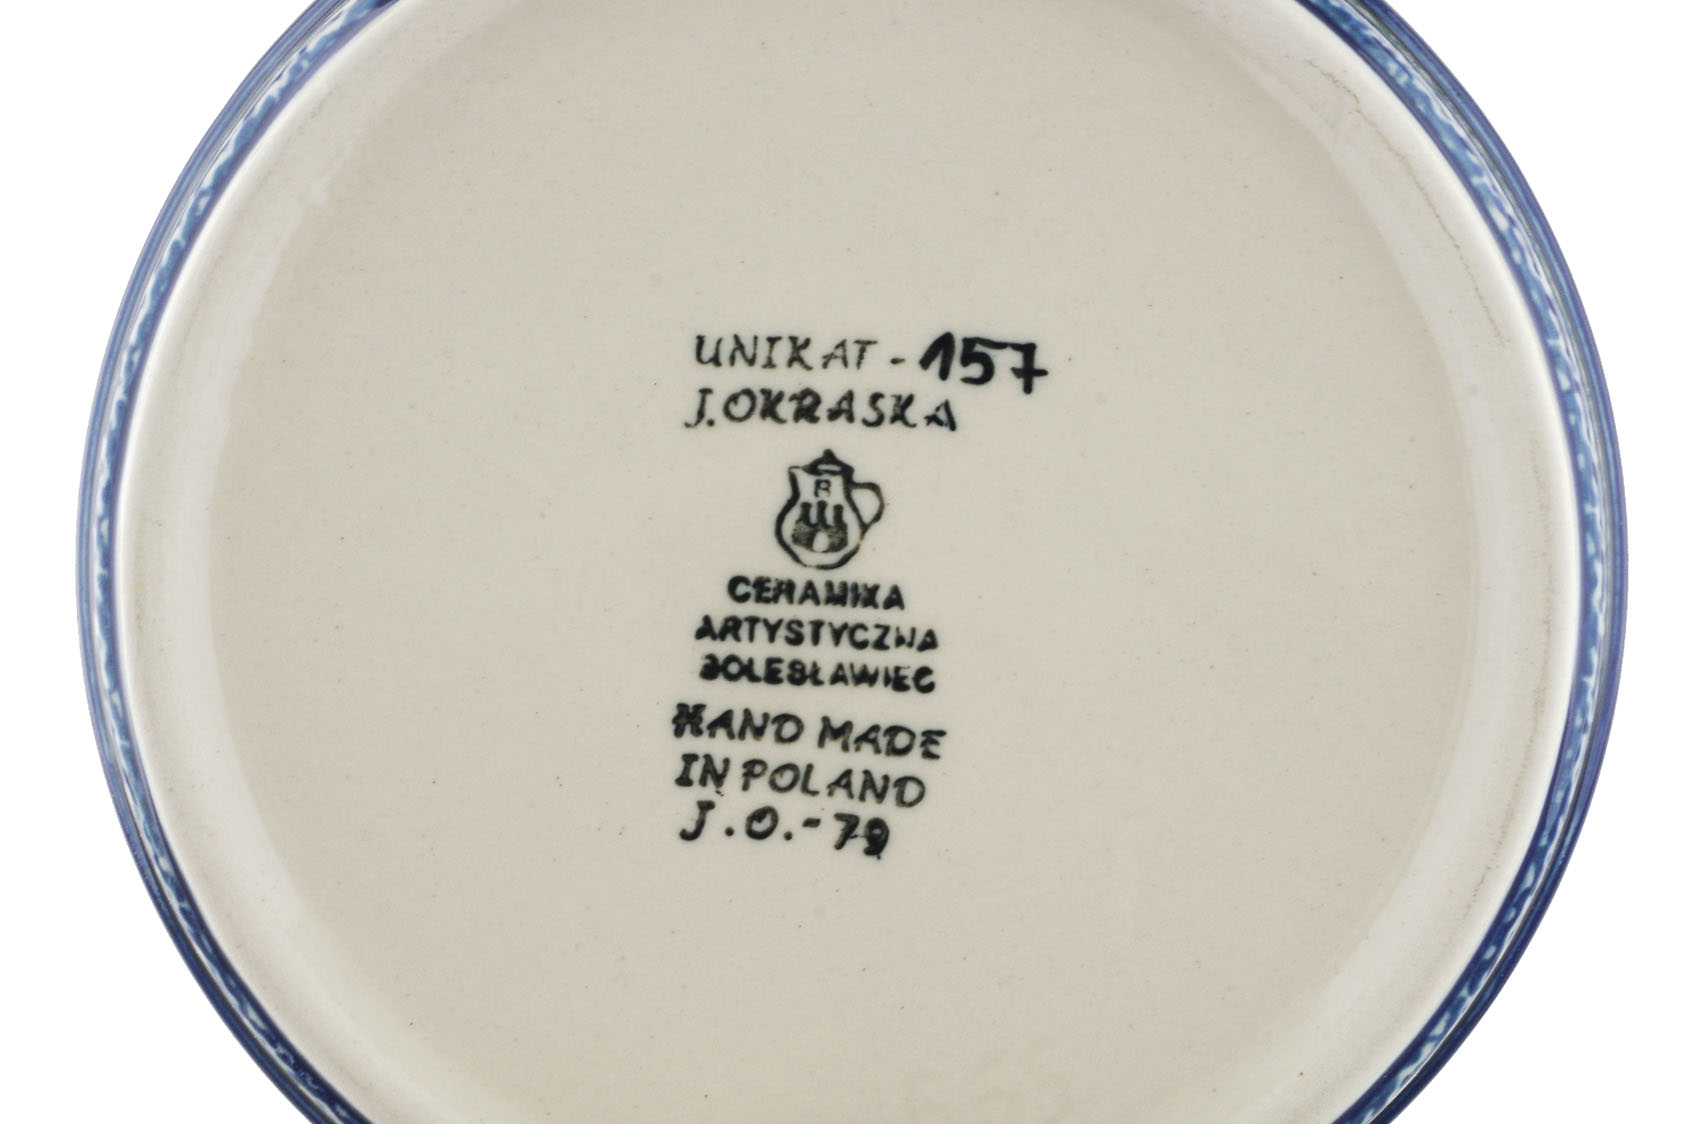 UNIKAT - 157
J. OKRASKA
R
CERAMIKA
ARTYSTYCZNA
BOLESŁAWIEC
HAND MADE
IN POLAND
J.O.-79